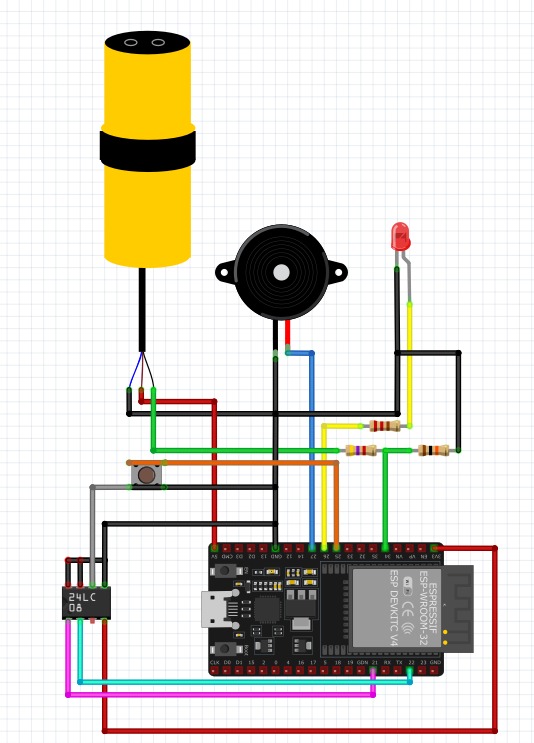 5V CMD D3 D2 13 GND 12 14 27 26 25 33 32 35 34 VN VP EN 3V3
ESPRESSIF
ESP-WROOM-32
ESP DEVKITC V4
24LC
08
CLK D0 D1 15 2 0 4 16 17 5 18 19 GDN 21 RX TX 22 23 GND